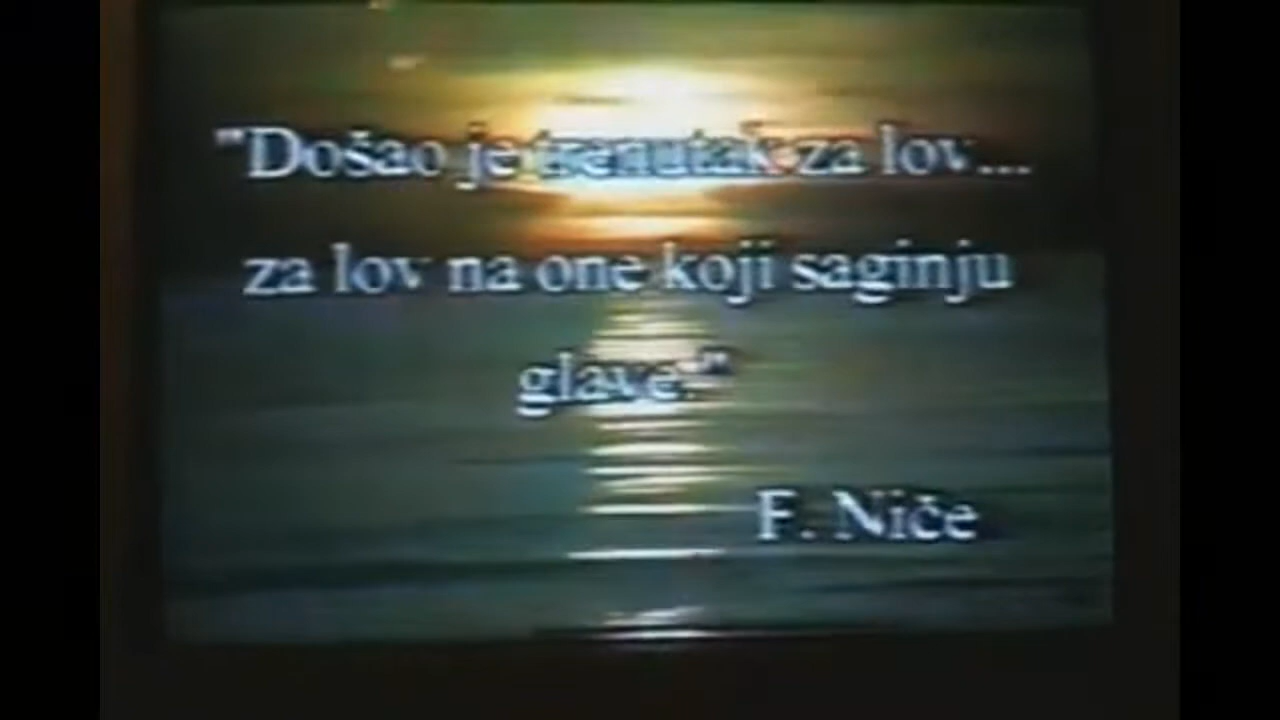 "Došao je trenutak za lov...
za lov na one koji saginju
glave."
F. Niče